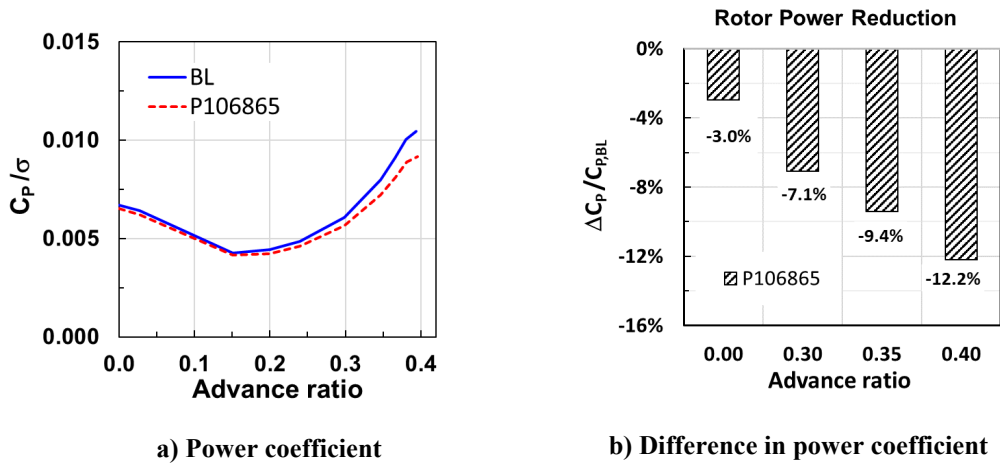 0.015
0.010
0.005
0.000
C_P/σ
BL
P106865
0.0 0.1 0.2 0.3 0.4
Advance ratio
a) Power coefficient
Rotor Power Reduction
0%
-4%
-8%
-12%
-16%
ΔC_P/C_P,BL
-3.0%
-7.1%
-9.4%
-12.2%
P106865
0.00 0.30 0.35 0.40
Advance ratio
b) Difference in power coefficient